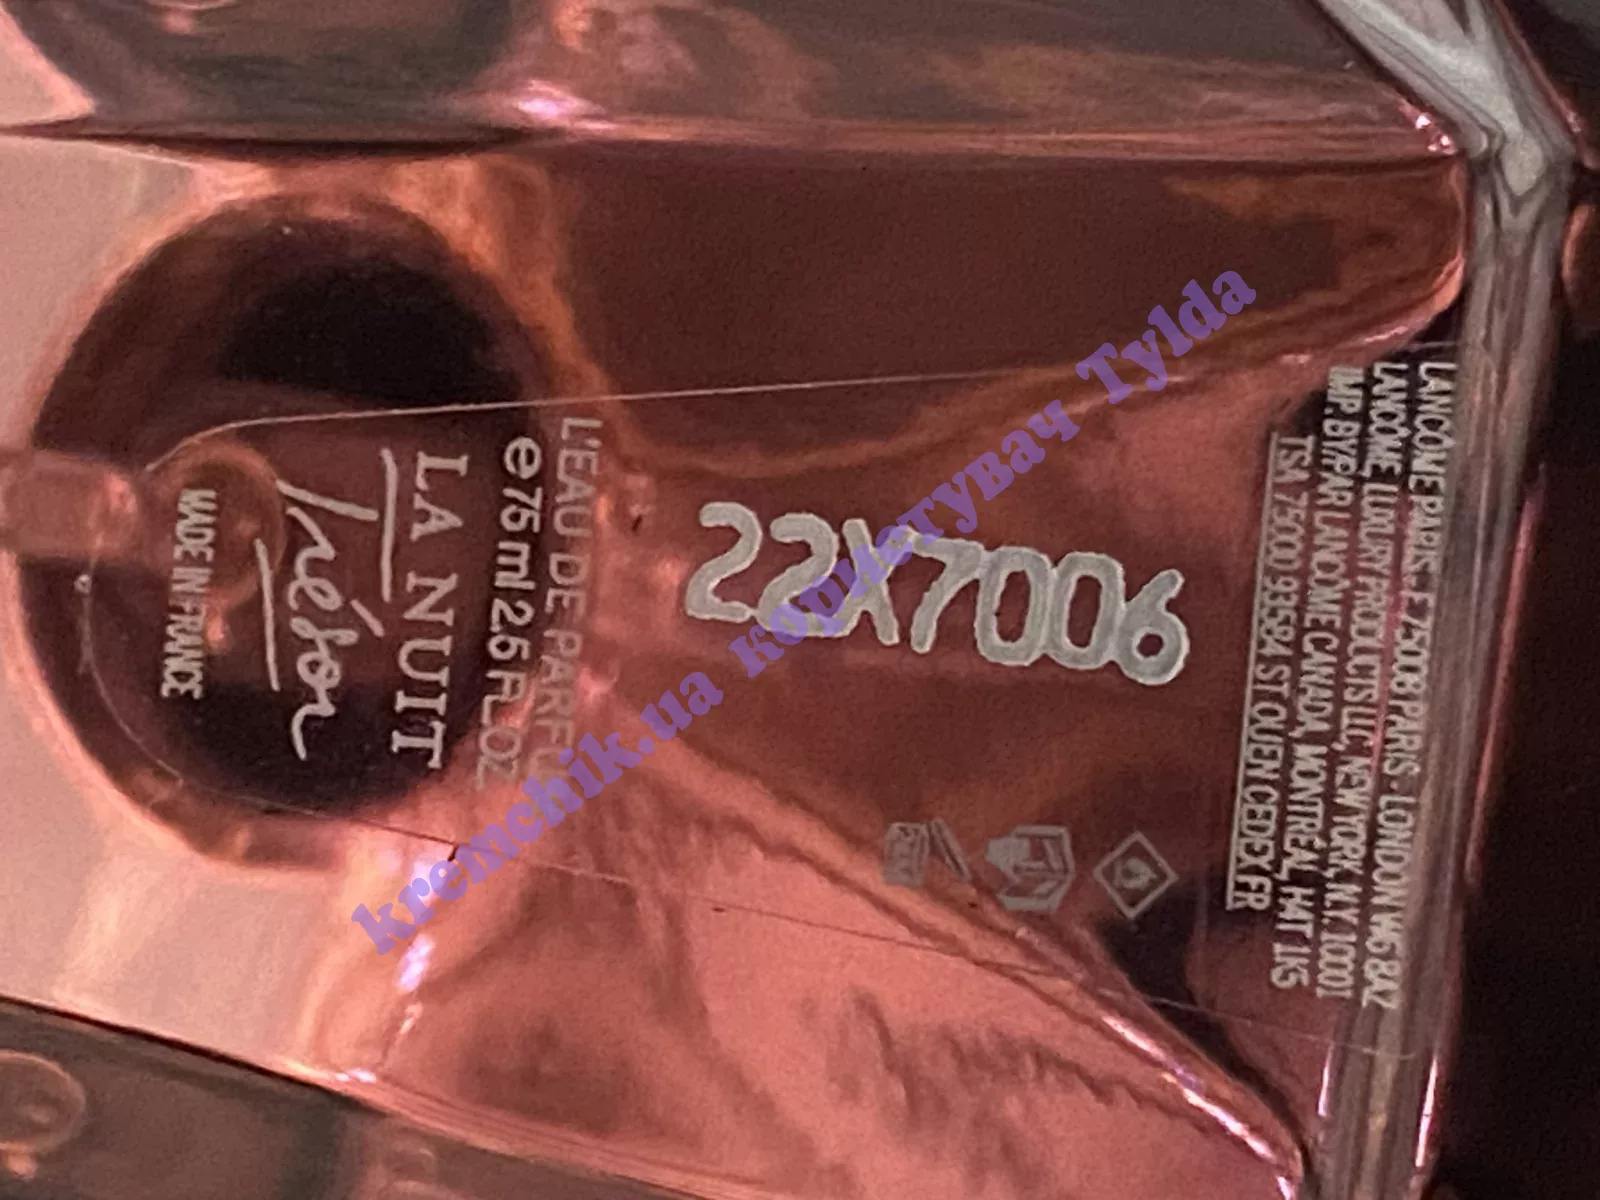 MADE IN FRANCE
Trésor
LA NUIT
℮ 75 ml 2.5 FL. OZ
L'EAU DE PARFUM
22X7006
TSA 75000 93584 ST OUEN CEDEX FR
IMP. BY/PAR LANCÔME CANADA, MONTRÉAL, H4T 1K5
LANCÔME, LUXURY PRODUCTS LLC, NEW YORK, N.Y. 10001
LANCÔME PARIS. F 75008 PARIS - LONDON W6 8AZ
kremchik.ua користувач Tylda